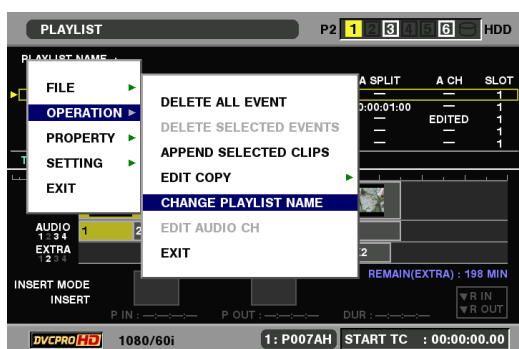 PLAYLIST P2 1 2 3 4 5 6 HDD
PLAYLIST NAME :
A SPLIT A CH SLOT
— — 1
0:00:01:00 — 1
— EDITED 1
— — 1
— — 1
FILE
OPERATION
PROPERTY
SETTING
EXIT
DELETE ALL EVENT
DELETE SELECTED EVENTS
APPEND SELECTED CLIPS
EDIT COPY
CHANGE PLAYLIST NAME
EDIT AUDIO CH
EXIT
T
AUDIO 1 2
1 2 3 4
EXTRA 2
1 2 3 4
REMAIN(EXTRA) : 198 MIN
INSERT MODE
INSERT
P IN : —:—:—:— P OUT : —:—:—:— DUR : —:—:—:—
▼R IN
▼R OUT
DVCPRO HD 1080/60i 1: P007AH START TC : 00:00:00.00